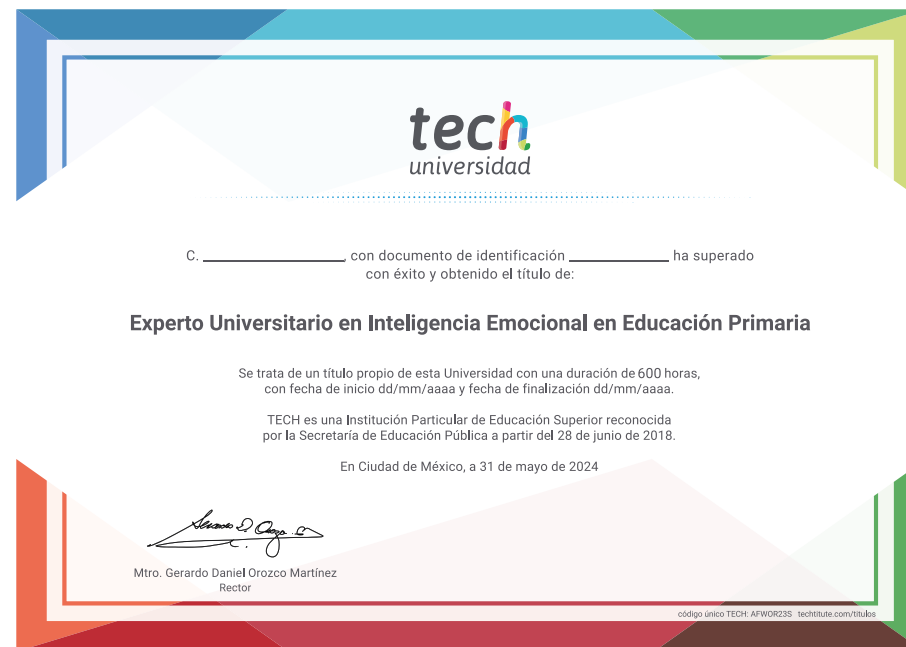 tech
universidad
C. ____________, con documento de identificación ____________ ha superado
con éxito y obtenido el título de:
Experto Universitario en Inteligencia Emocional en Educación Primaria
Se trata de un título propio de esta Universidad con una duración de 600 horas,
con fecha de inicio dd/mm/aaaa y fecha de finalización dd/mm/aaaa.
TECH es una Institución Particular de Educación Superior reconocida
por la Secretaría de Educación Pública a partir del 28 de junio de 2018.
En Ciudad de México, a 31 de mayo de 2024
Mtro. Gerardo Daniel Orozco Martínez
Rector
código único TECH: AFWOR23S techtitute.com/titulos